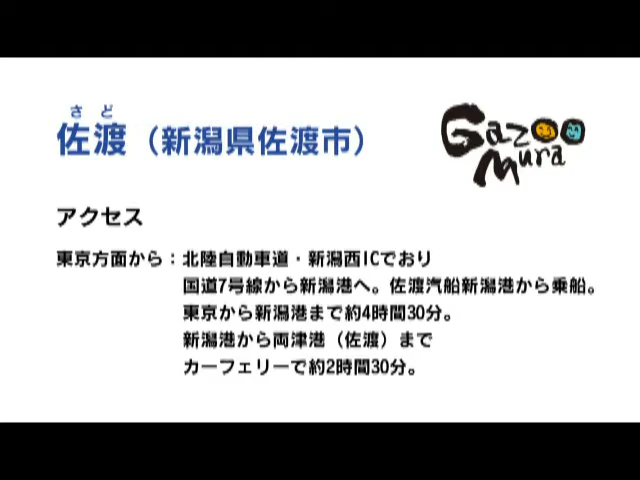 さど
佐渡（新潟県佐渡市）
Gazoo
Mura
アクセス
東京方面から：北陸自動車道・新潟西ICでおり
国道7号線から新潟港へ。佐渡汽船新潟港から乗船。
東京から新潟港まで約4時間30分。
新潟港から両津港（佐渡）まで
カーフェリーで約2時間30分。